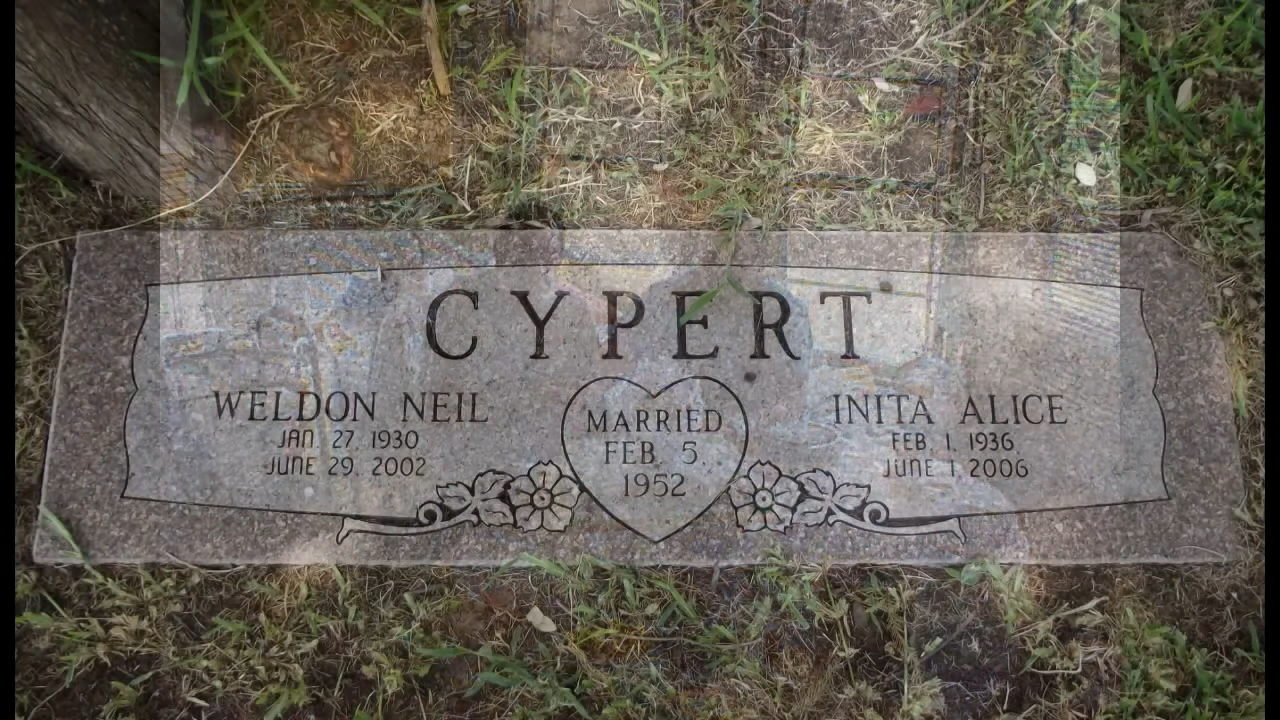 CYPERT
WELDON NEIL
JAN. 27. 1930
JUNE 29. 2002
MARRIED
FEB. 5.
1952
INITA ALICE
FEB. 1. 1936
JUNE 1 2006